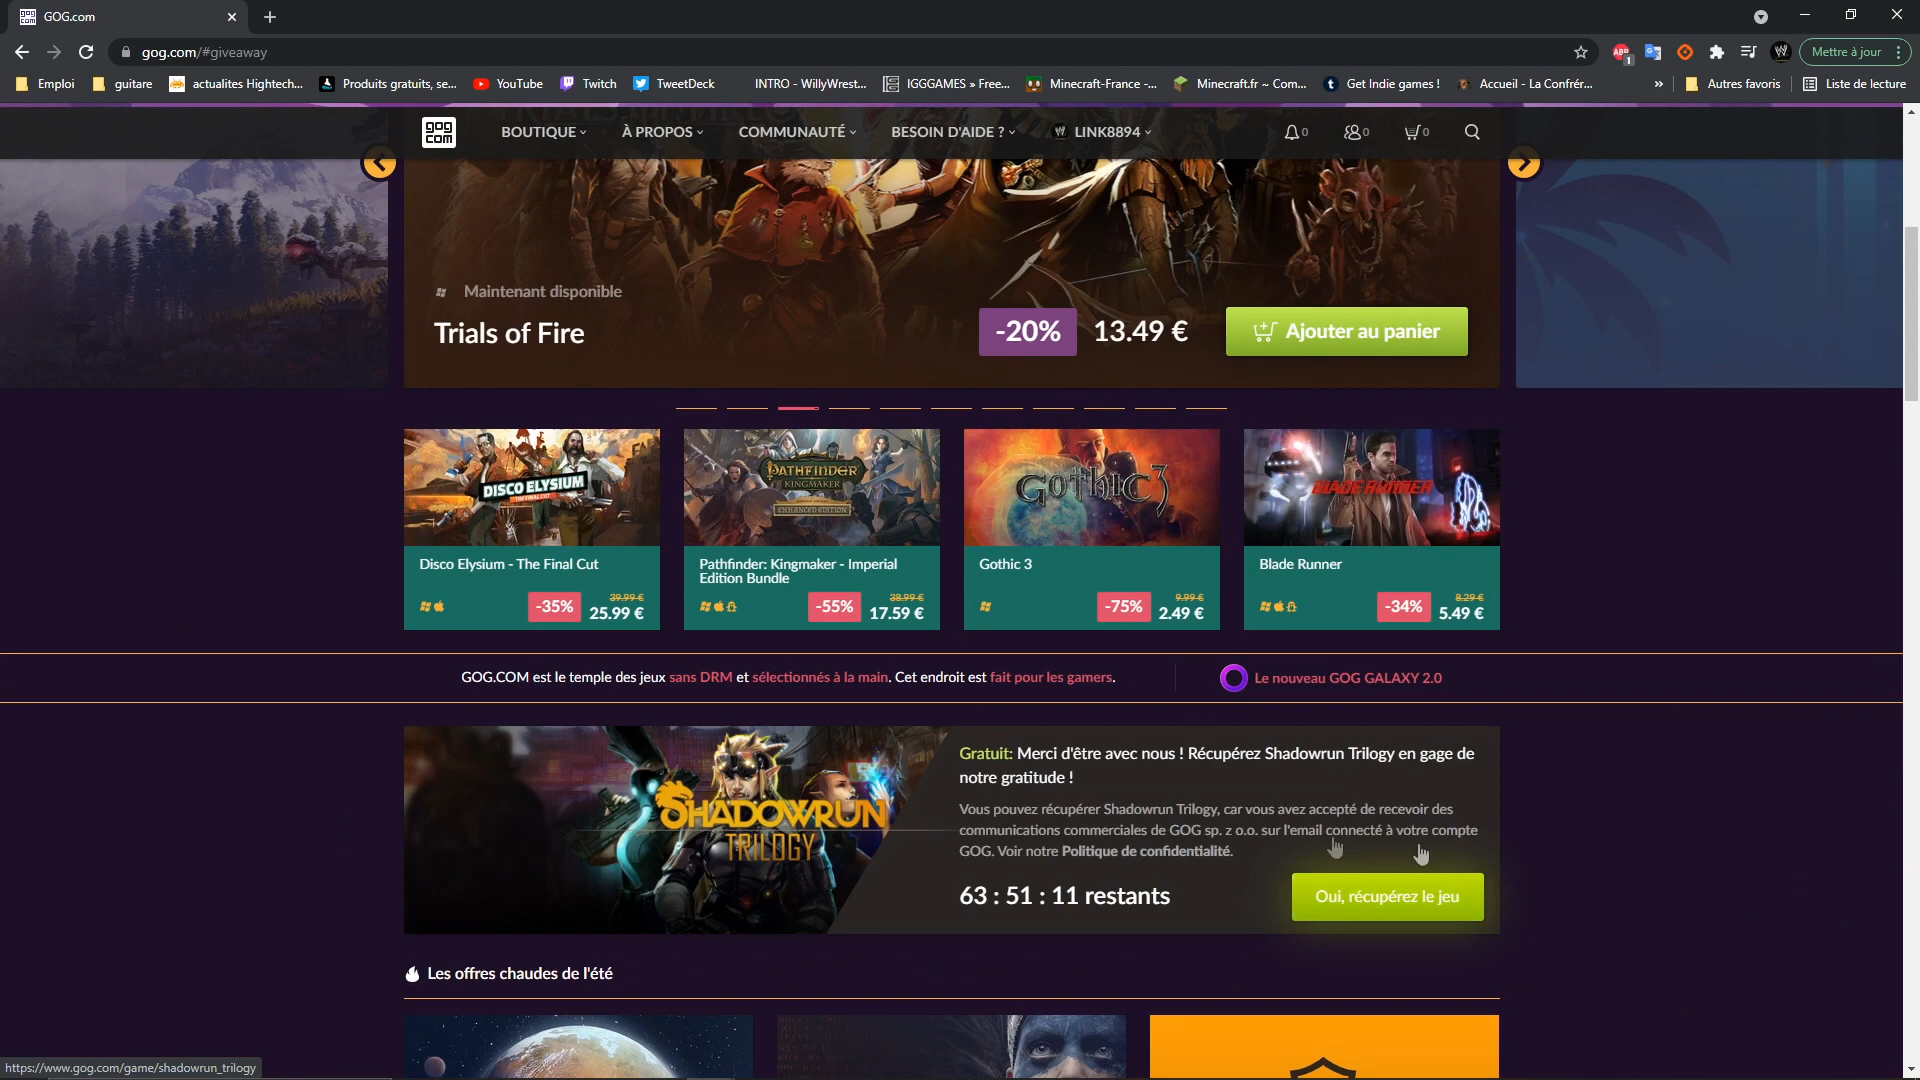 GOG.com
gog.com/#giveaway
Mettre à jour
Emploi
guitare
actualites Hightech...
Produits gratuits, se...
YouTube
Twitch
TweetDeck
INTRO - WillyWrest...
IGGGAMES » Free...
Minecraft-France -...
Minecraft.fr ~ Com...
Get Indie games !
Accueil - La Confrér...
»
Autres favoris
Liste de lecture
gog
com
BOUTIQUE
À PROPOS
COMMUNAUTÉ
BESOIN D'AIDE ?
LINK8894
0
0
0
Maintenant disponible
Trials of Fire
-20%
13.49 €
Ajouter au panier
DISCO ELYSIUM
THE FINAL CUT
PATHFINDER
KINGMAKER
ENHANCED EDITION
GOTHIC 3
BLADE RUNNER
Disco Elysium - The Final Cut
-35%
39.99 €
25.99 €
Pathfinder: Kingmaker - Imperial
Edition Bundle
-55%
38.99 €
17.59 €
Gothic 3
-75%
9.99 €
2.49 €
Blade Runner
-34%
8.29 €
5.49 €
GOG.COM est le temple des jeux sans DRM et sélectionnés à la main. Cet endroit est fait pour les gamers.
Le nouveau GOG GALAXY 2.0
SHADOWRUN
TRILOGY
Gratuit: Merci d'être avec nous ! Récupérez Shadowrun Trilogy en gage de
notre gratitude !
Vous pouvez récupérer Shadowrun Trilogy, car vous avez accepté de recevoir des
communications commerciales de GOG sp. z o.o. sur l'email connecté à votre compte
GOG. Voir notre Politique de confidentialité.
63 : 51 : 11 restants
Oui, récupérez le jeu
Les offres chaudes de l'été
https://www.gog.com/game/shadowrun_trilogy